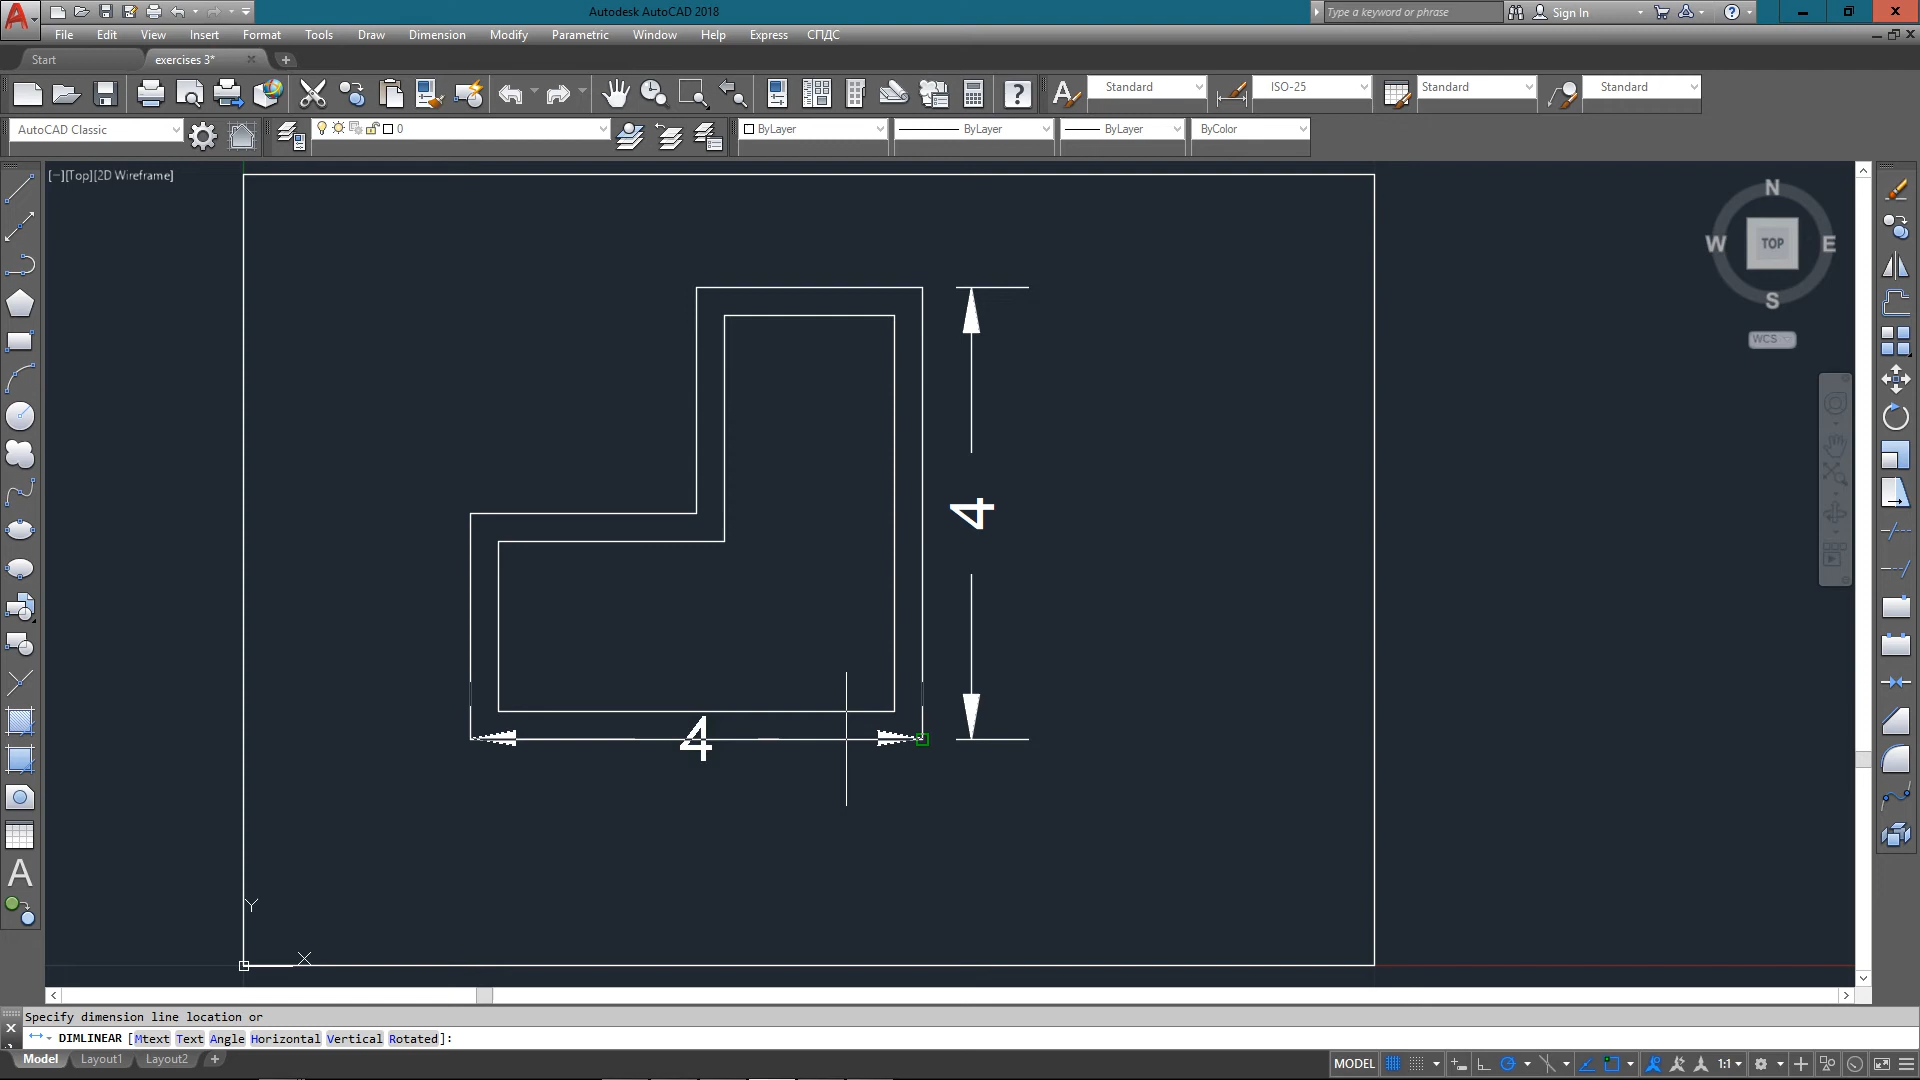 Autodesk AutoCAD 2018
Type a keyword or phrase
Sign In
File Edit View Insert Format Tools Draw Dimension Modify Parametric Window Help Express СПДС
Start
exercises 3*
Standard
ISO-25
Standard
Standard
AutoCAD Classic
0
ByLayer
ByLayer
ByLayer
ByColor
[−][Top][2D Wireframe]
N
W TOP E
S
WCS
4
4
Y
X
Specify dimension line location or
DIMLINEAR [Mtext Text Angle Horizontal Vertical Rotated]:
Model Layout1 Layout2
MODEL
1:1